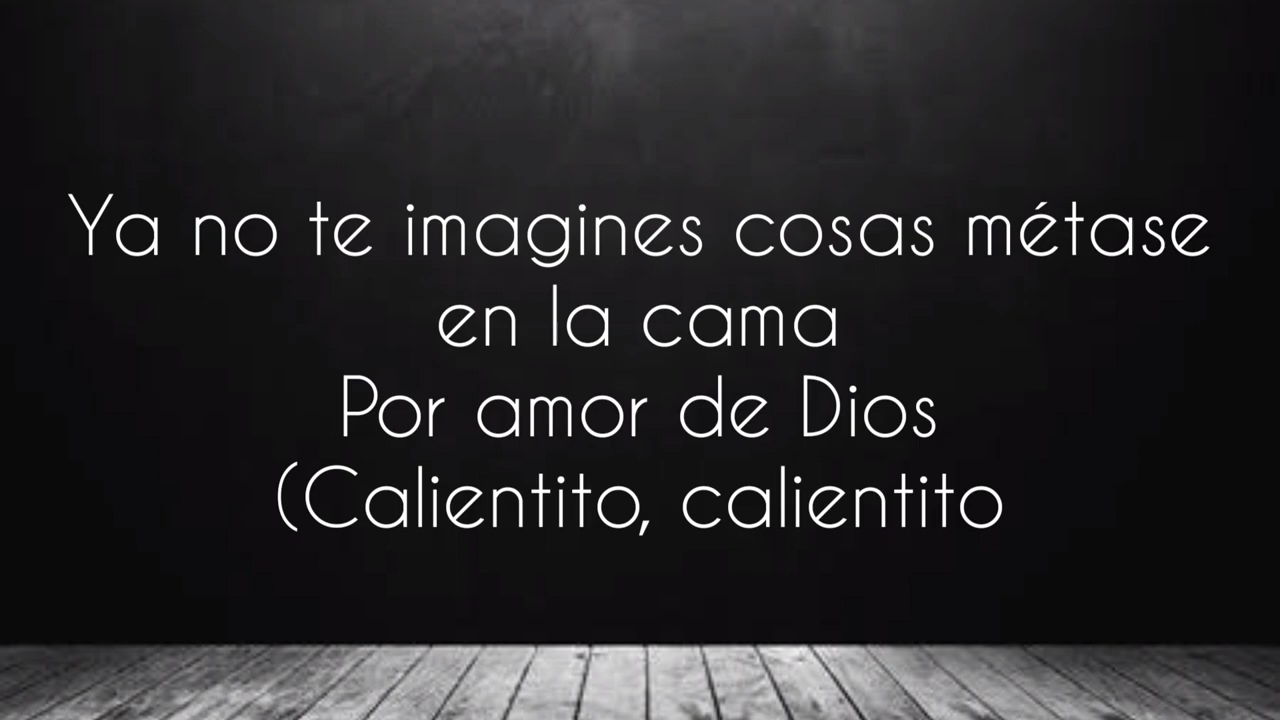 Ya no te imagines cosas métase
en la cama
Por amor de Dios
(Calientito, calientito